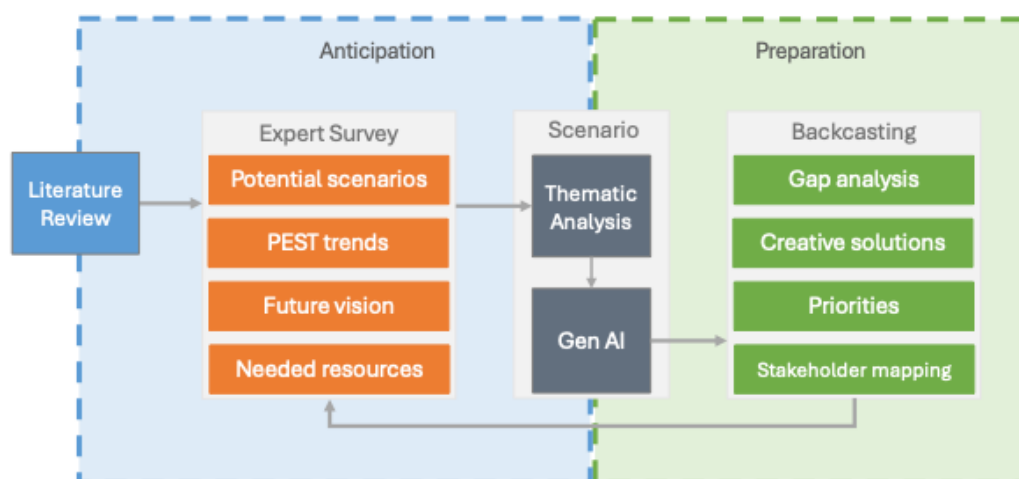 Anticipation
Preparation
Literature
Review
Expert Survey
Potential scenarios
PEST trends
Future vision
Needed resources
Scenario
Thematic
Analysis
Gen AI
Backcasting
Gap analysis
Creative solutions
Priorities
Stakeholder mapping